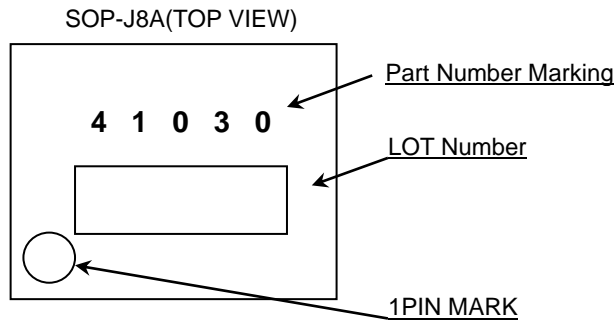 SOP-J8A(TOP VIEW)
Part Number Marking
4 1 0 3 0
LOT Number
1PIN MARK